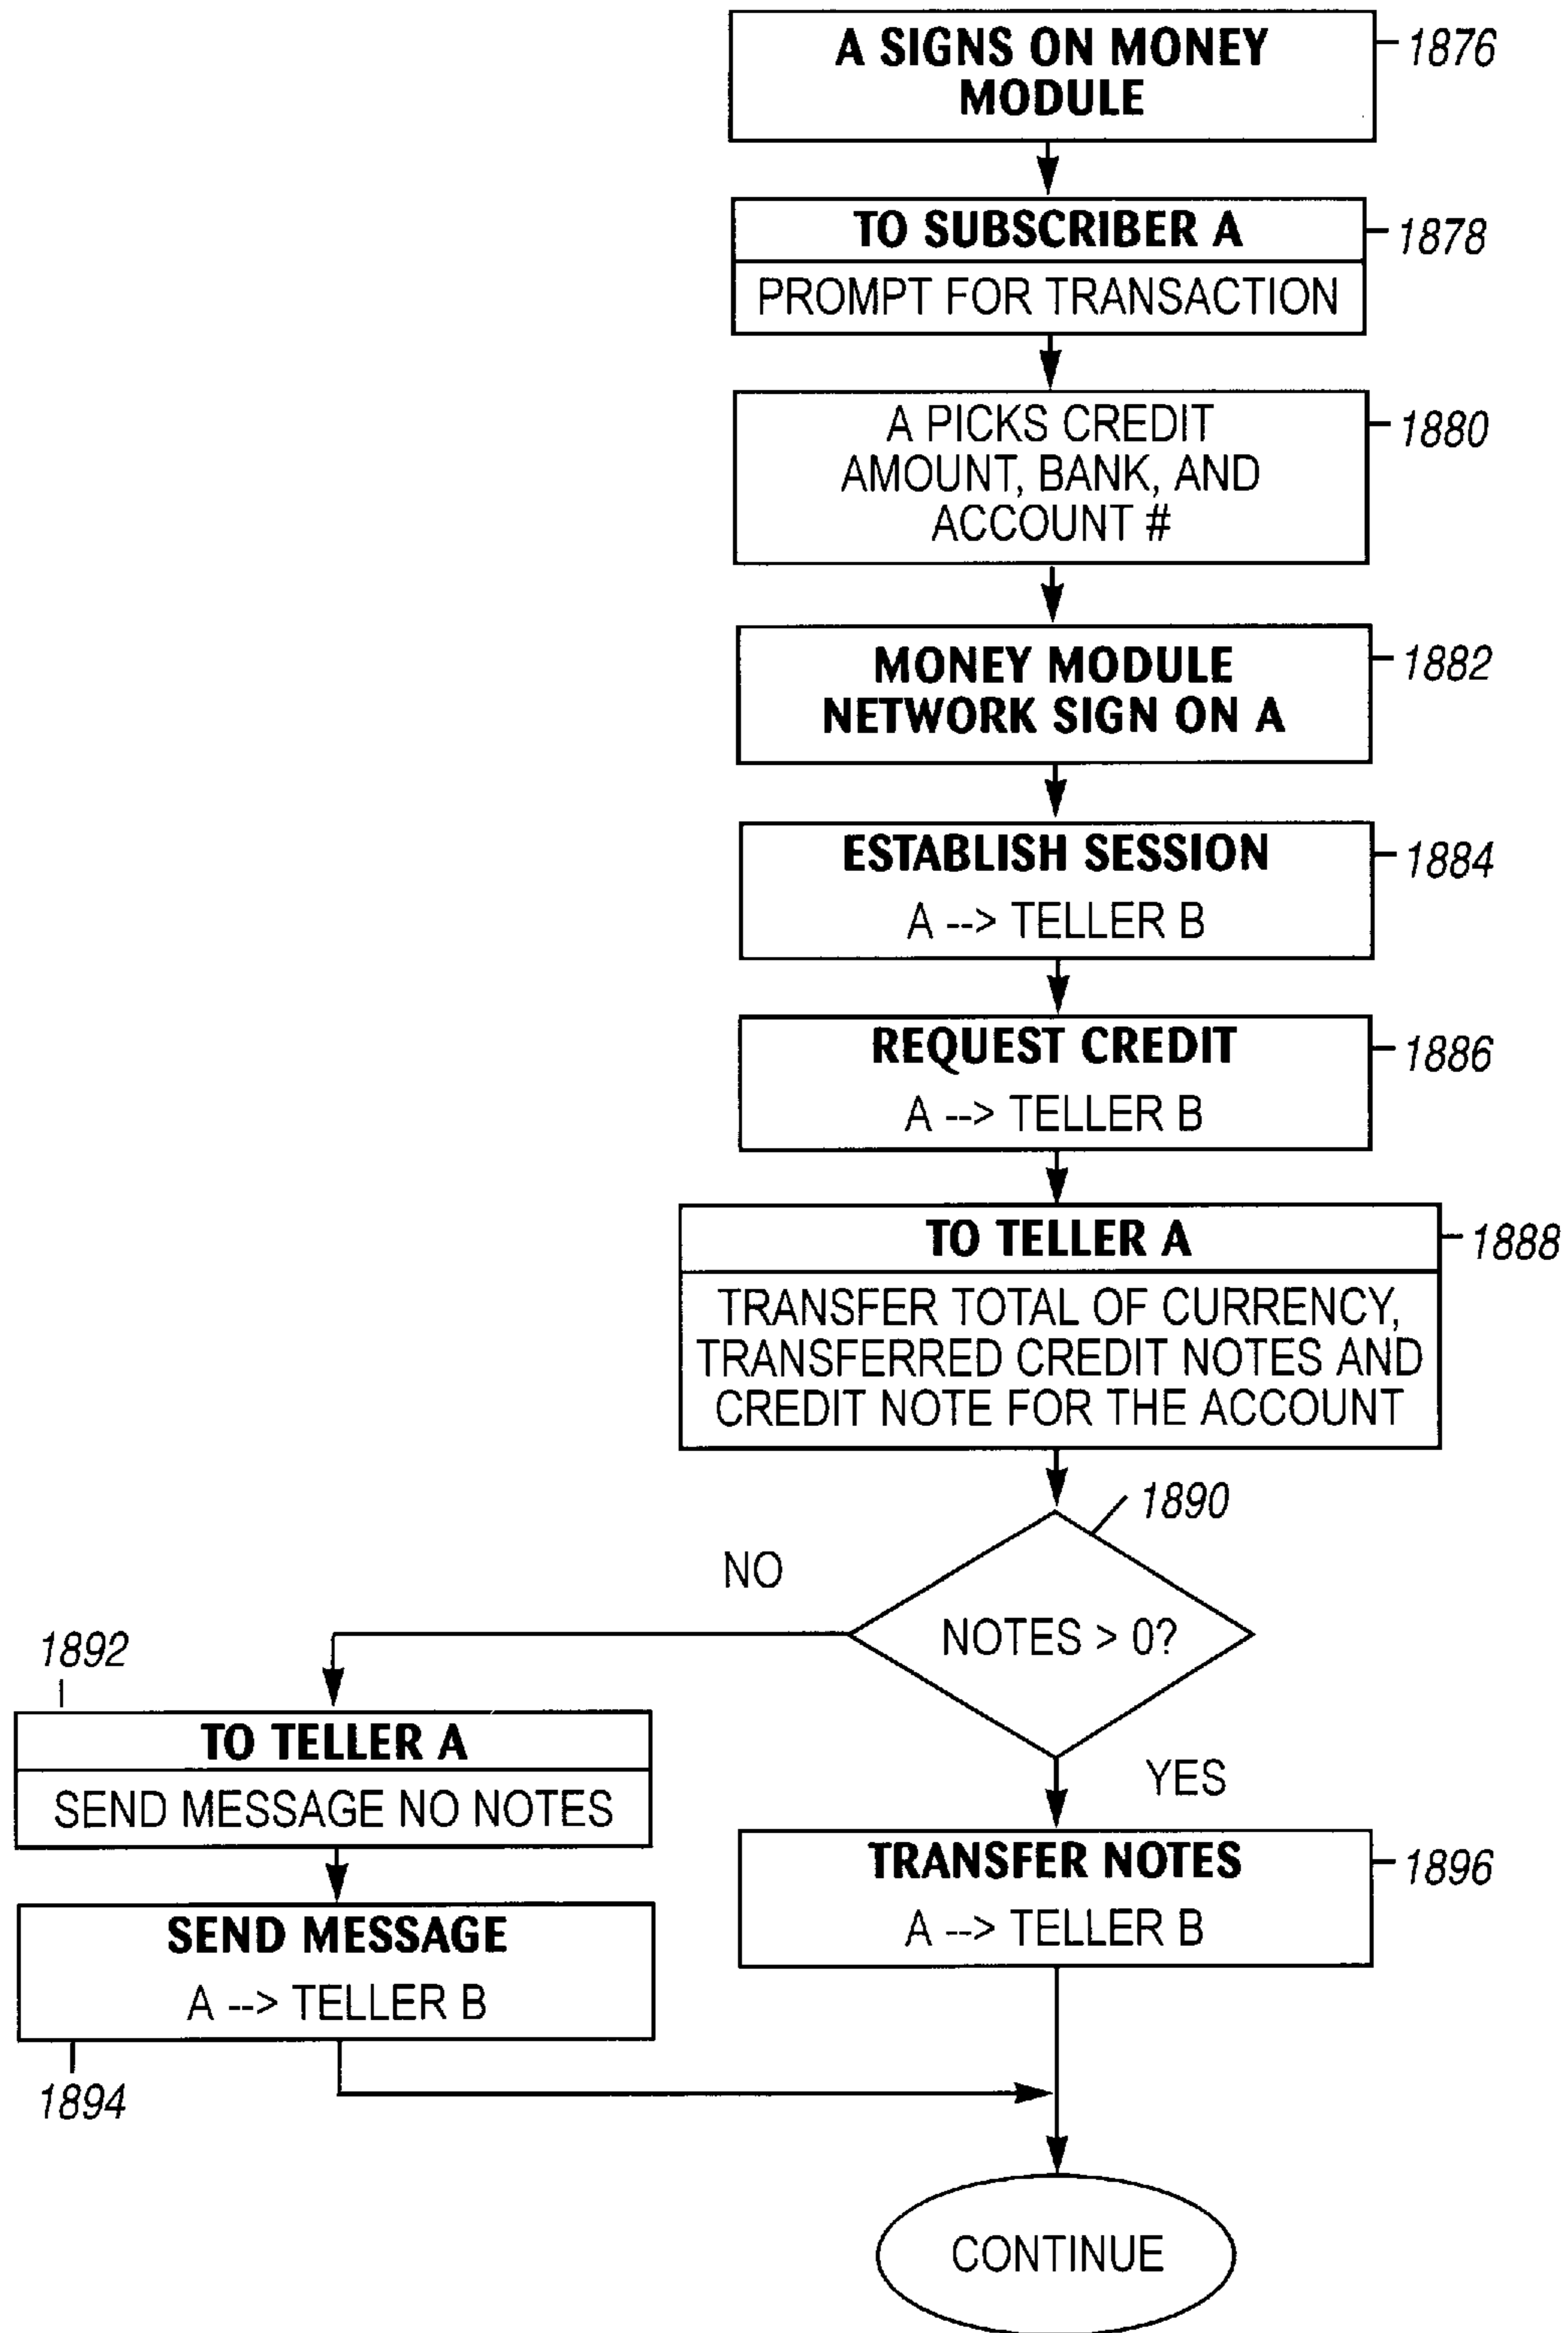 A SIGNS ON MONEY
MODULE
1876
TO SUBSCRIBER A
1878
PROMPT FOR TRANSACTION
A PICKS CREDIT
AMOUNT, BANK, AND
ACCOUNT #
1880
MONEY MODULE
NETWORK SIGN ON A
1882
ESTABLISH SESSION
A --> TELLER B
1884
REQUEST CREDIT
A --> TELLER B
1886
TO TELLER A
1888
TRANSFER TOTAL OF CURRENCY,
TRANSFERRED CREDIT NOTES AND
CREDIT NOTE FOR THE ACCOUNT
1890
NO
NOTES > 0?
YES
1892
TO TELLER A
SEND MESSAGE NO NOTES
SEND MESSAGE
A --> TELLER B
1894
TRANSFER NOTES
A --> TELLER B
1896
CONTINUE